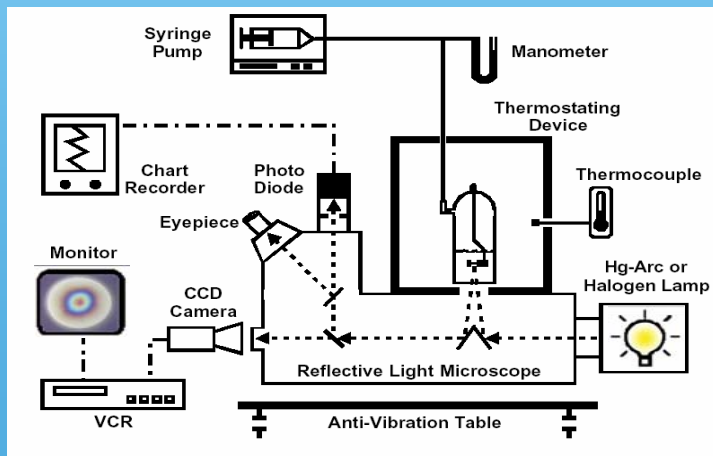 Syringe
Pump
Manometer
Thermostating
Device
Chart
Recorder
Photo
Diode
Thermocouple
Eyepiece
Monitor
CCD
Camera
Hg-Arc or
Halogen Lamp
Reflective Light Microscope
VCR
Anti-Vibration Table